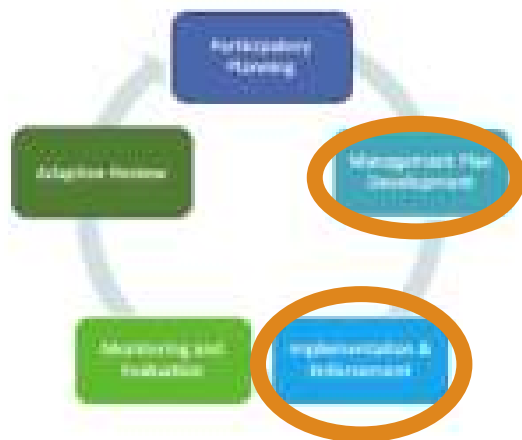 Participatory
Planning
Management Plan
Development
Implementation &
Enforcement
Monitoring and
Evaluation
Adaptive Review